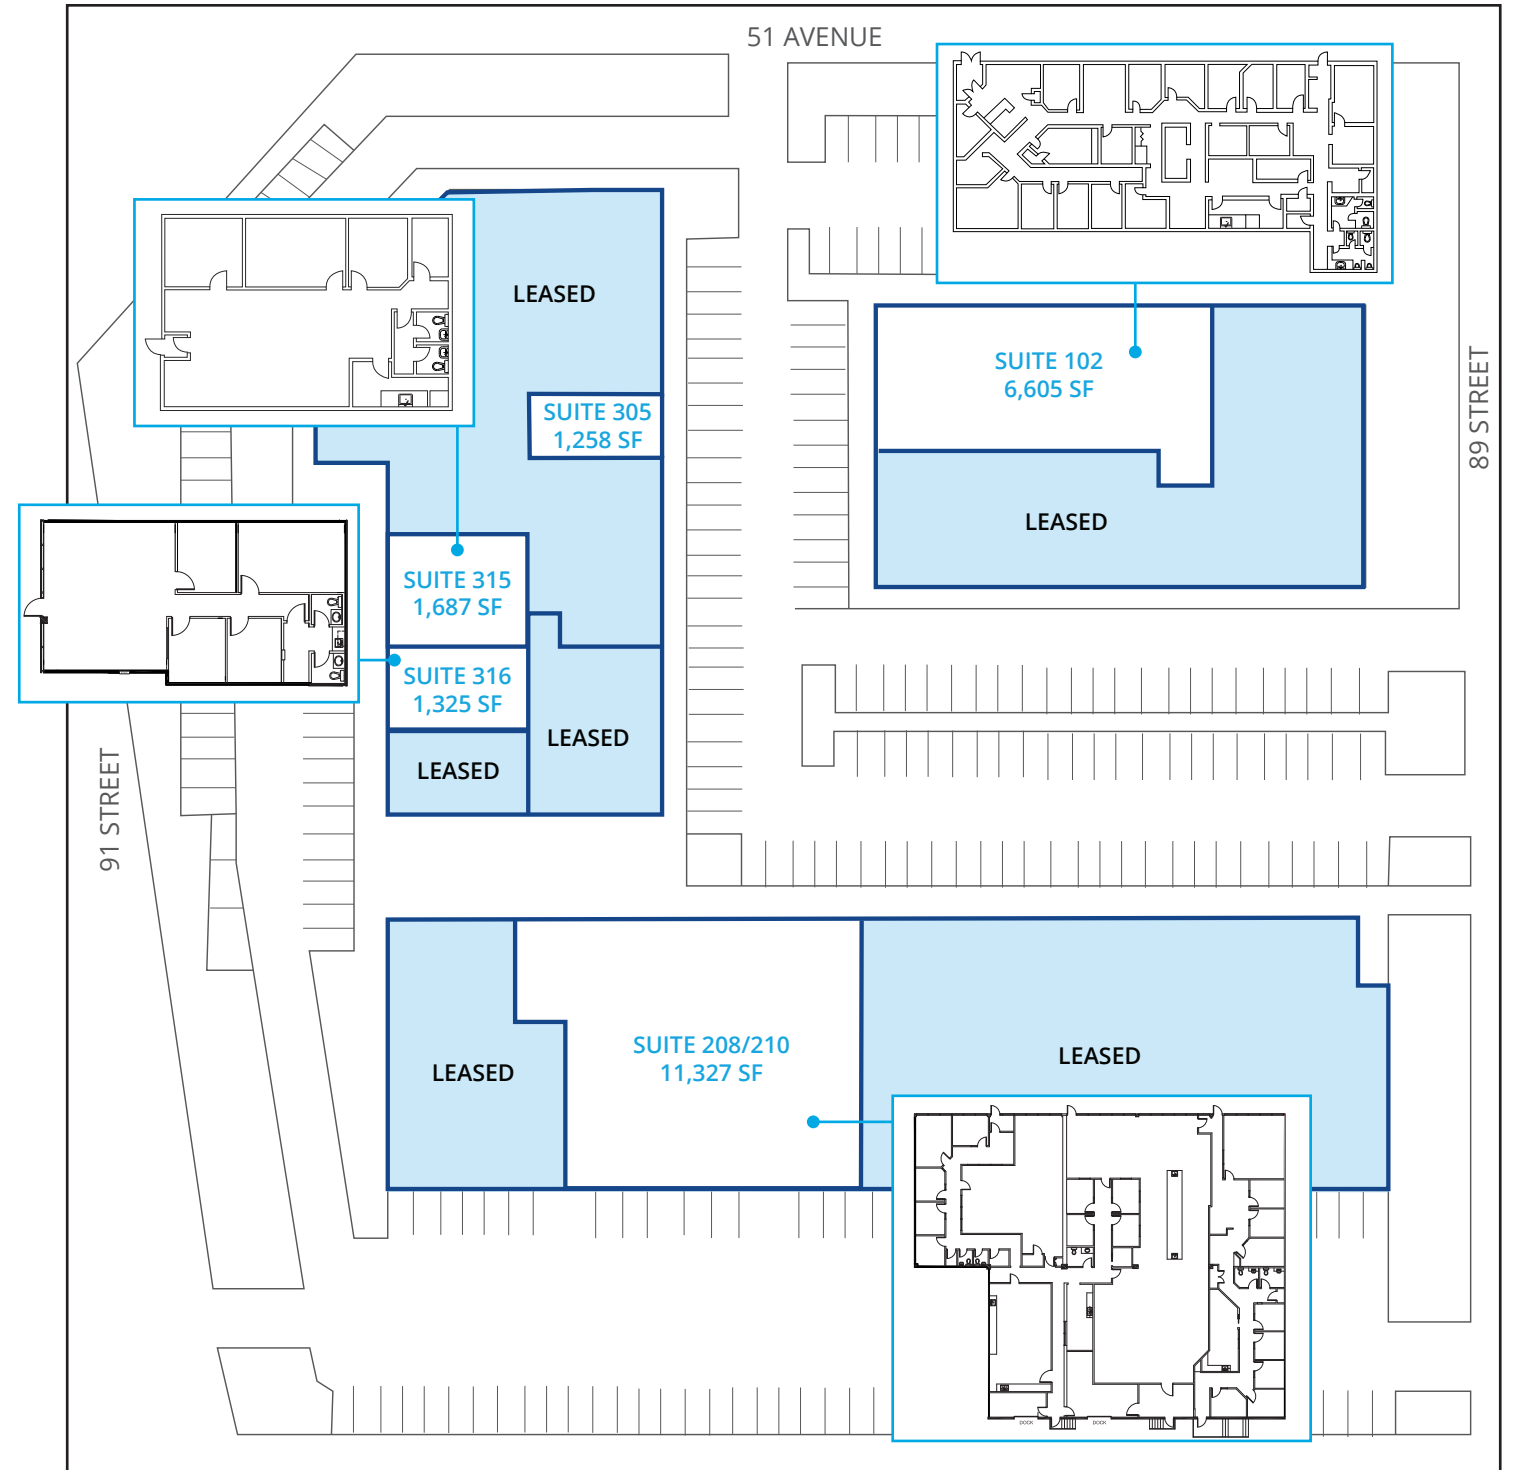 51 AVENUE
LEASED
SUITE 305
1,258 SF
SUITE 102
6,605 SF
89 STREET
LEASED
SUITE 315
1,687 SF
SUITE 316
1,325 SF
LEASED
LEASED
91 STREET
SUITE 208/210
11,327 SF
LEASED
LEASED
DOCK
DOCK